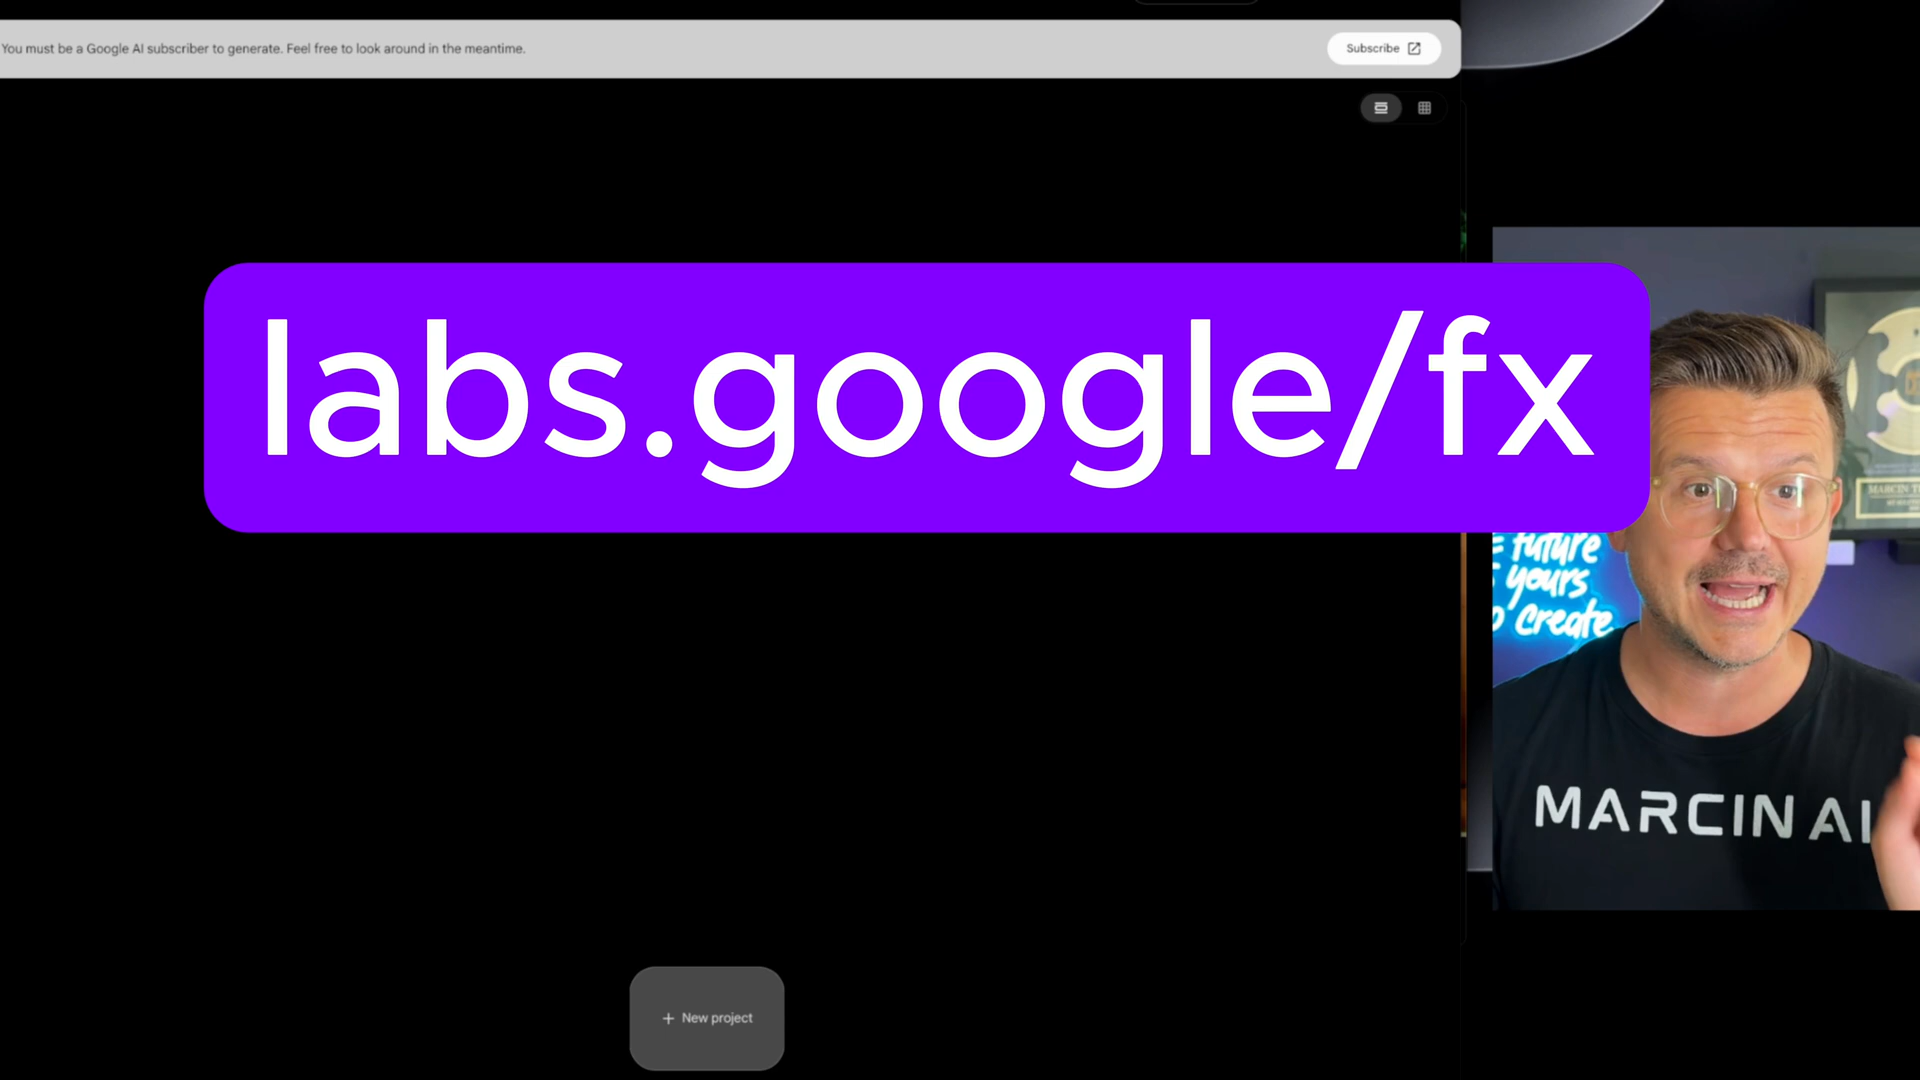 You must be a Google AI subscriber to generate. Feel free to look around in the meantime.
Subscribe
labs.google/fx
future
yours
Create
MARCIN AI
+ New project